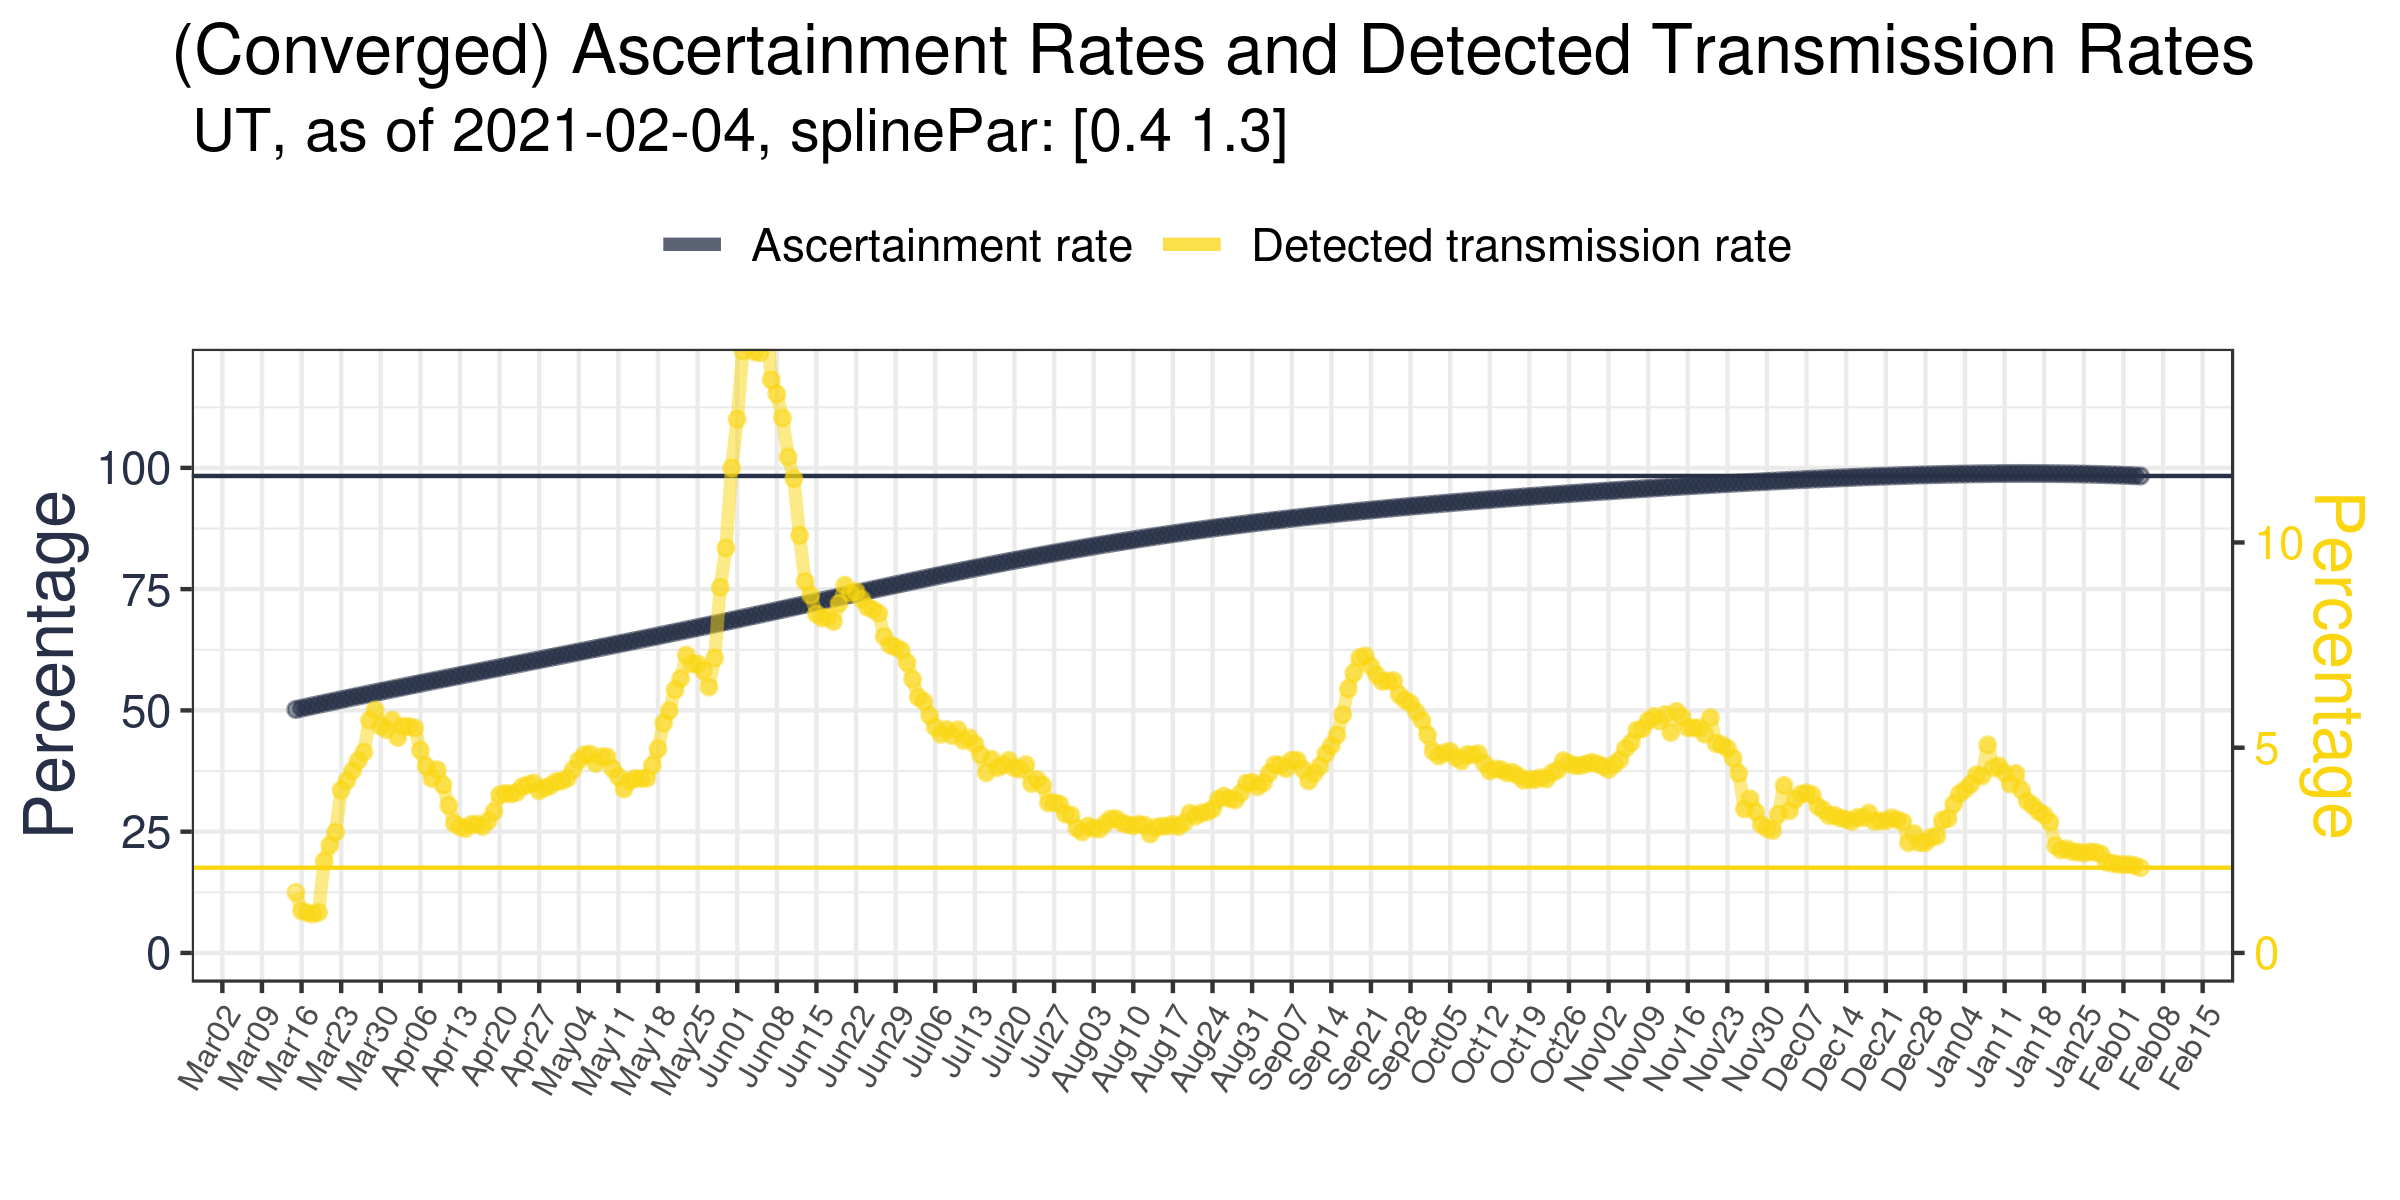 (Converged) Ascertainment Rates and Detected Transmission Rates
UT, as of 2021-02-04, splinePar: [0.4 1.3]
Ascertainment rate
Detected transmission rate
Percentage
100
75
50
25
0
10
5
0
Percentage
Mar02
Mar09
Mar16
Mar23
Mar30
Apr06
Apr13
Apr20
Apr27
May04
May11
May18
May25
Jun01
Jun08
Jun15
Jun22
Jun29
Jul06
Jul13
Jul20
Jul27
Aug03
Aug10
Aug17
Aug24
Aug31
Sep07
Sep14
Sep21
Sep28
Oct05
Oct12
Oct19
Oct26
Nov02
Nov09
Nov16
Nov23
Nov30
Dec07
Dec14
Dec21
Dec28
Jan04
Jan11
Jan18
Jan25
Feb01
Feb08
Feb15